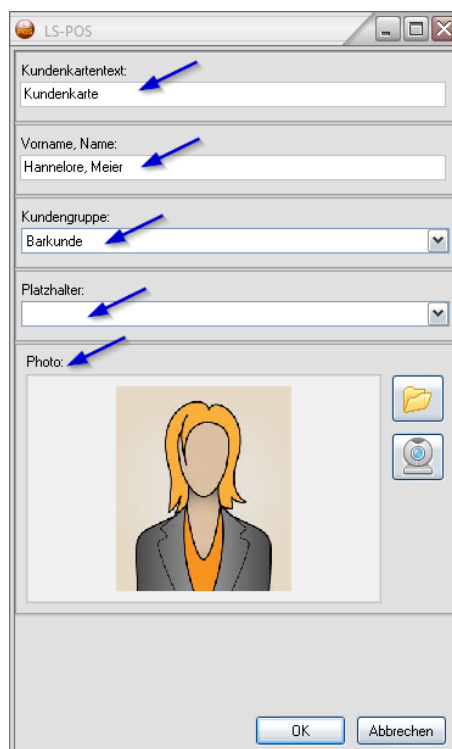 LS-POS
Kundenkartentext:
Kundenkarte
Vorname, Name:
Hannelore, Meier
Kundengruppe:
Barkunde
Platzhalter:
Photo:
OK Abbrechen